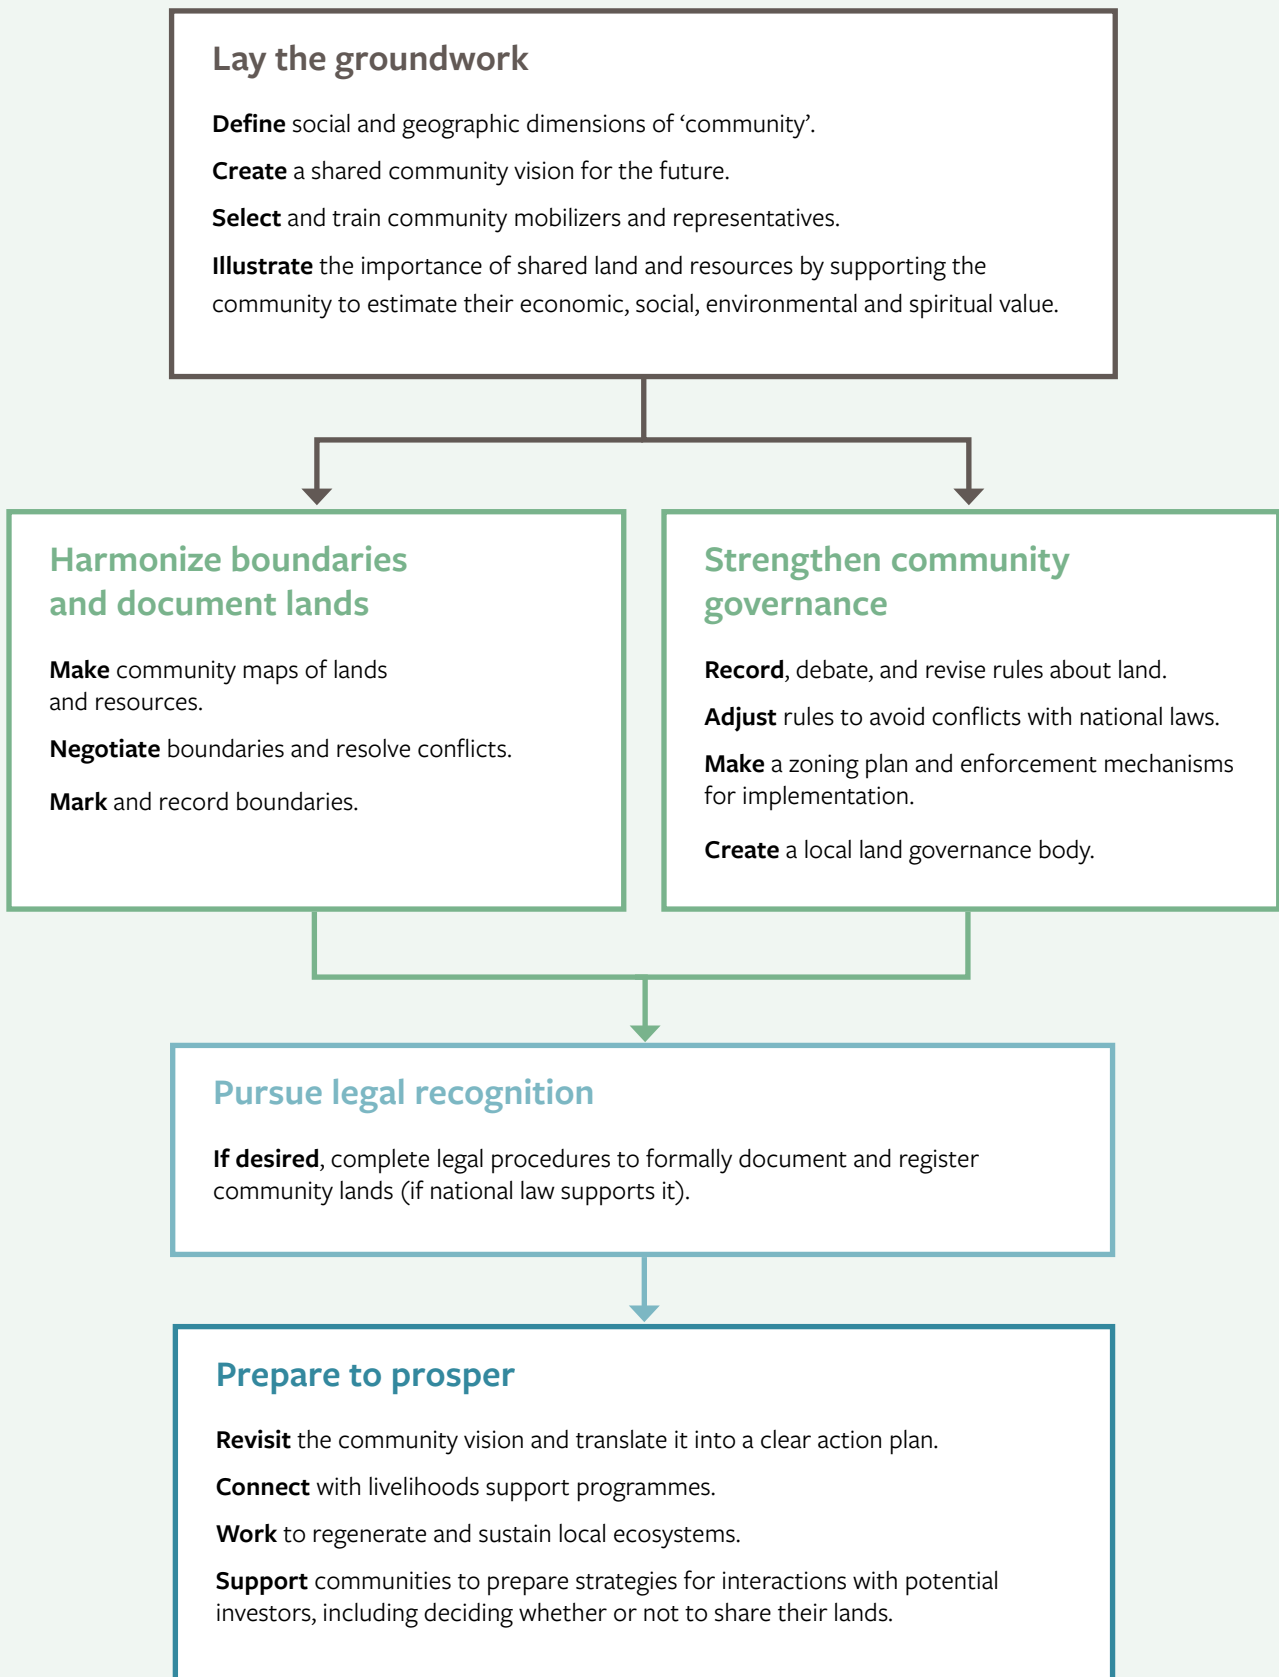 Lay the groundwork
Define social and geographic dimensions of ‘community’.
Create a shared community vision for the future.
Select and train community mobilizers and representatives.
Illustrate the importance of shared land and resources by supporting the
community to estimate their economic, social, environmental and spiritual value.
Harmonize boundaries
and document lands
Make community maps of lands
and resources.
Negotiate boundaries and resolve conflicts.
Mark and record boundaries.
Strengthen community
governance
Record, debate, and revise rules about land.
Adjust rules to avoid conflicts with national laws.
Make a zoning plan and enforcement mechanisms
for implementation.
Create a local land governance body.
Pursue legal recognition
If desired, complete legal procedures to formally document and register
community lands (if national law supports it).
Prepare to prosper
Revisit the community vision and translate it into a clear action plan.
Connect with livelihoods support programmes.
Work to regenerate and sustain local ecosystems.
Support communities to prepare strategies for interactions with potential
investors, including deciding whether or not to share their lands.